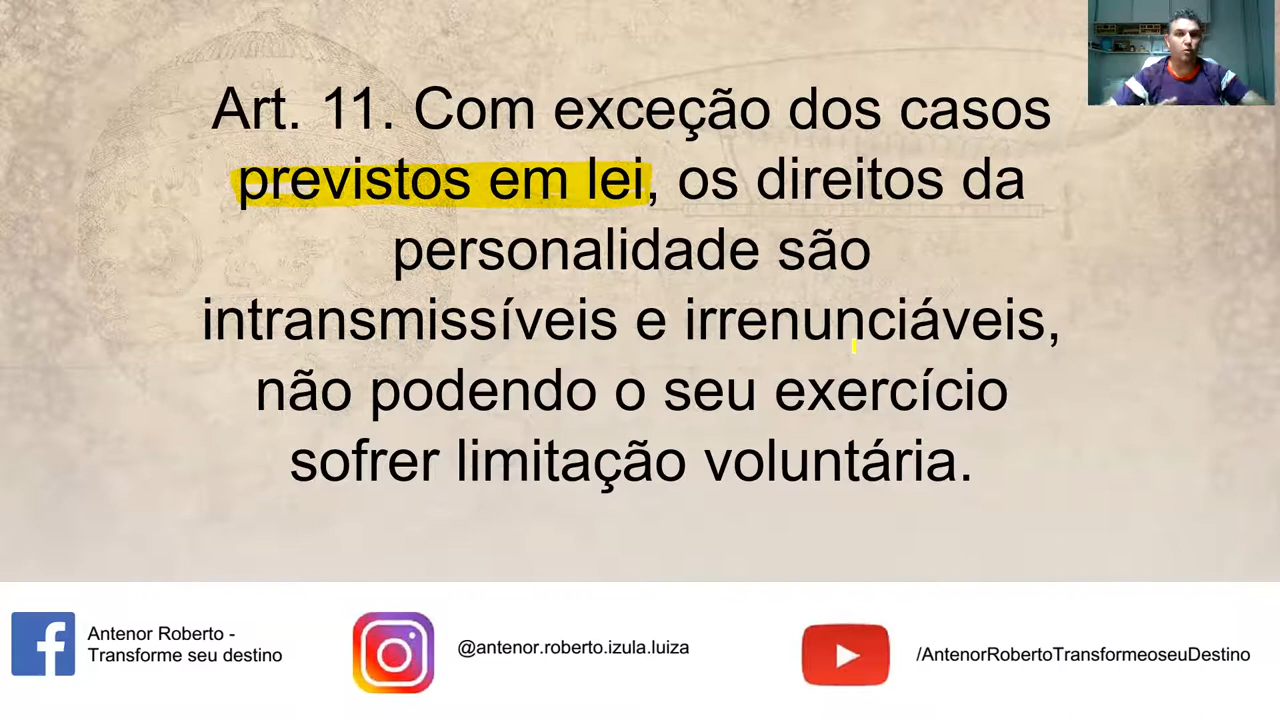 Art. 11. Com exceção dos casos
previstos em lei, os direitos da
personalidade são
intransmissíveis e irrenunciáveis,
não podendo o seu exercício
sofrer limitação voluntária.
Antenor Roberto -
Transforme seu destino
@antenor.roberto.izula.luiza
/AntenorRobertoTransformeoseuDestino